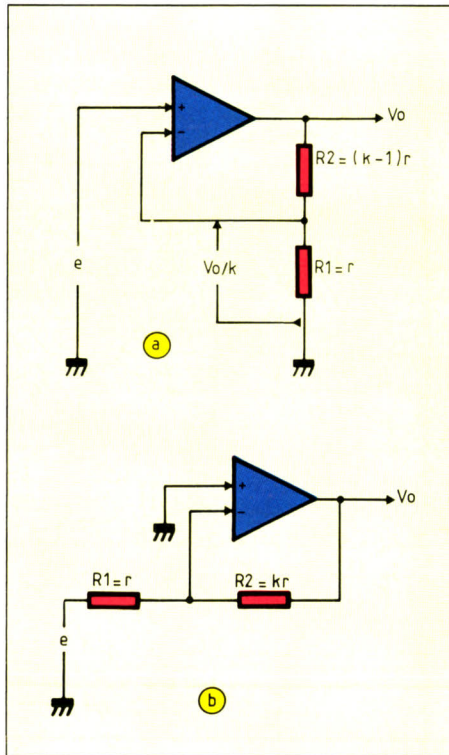 +
Vo
−
R2=(k-1)r
e
Vo/k
R1=r
a
+
Vo
−
R1=r
R2=kr
e
b